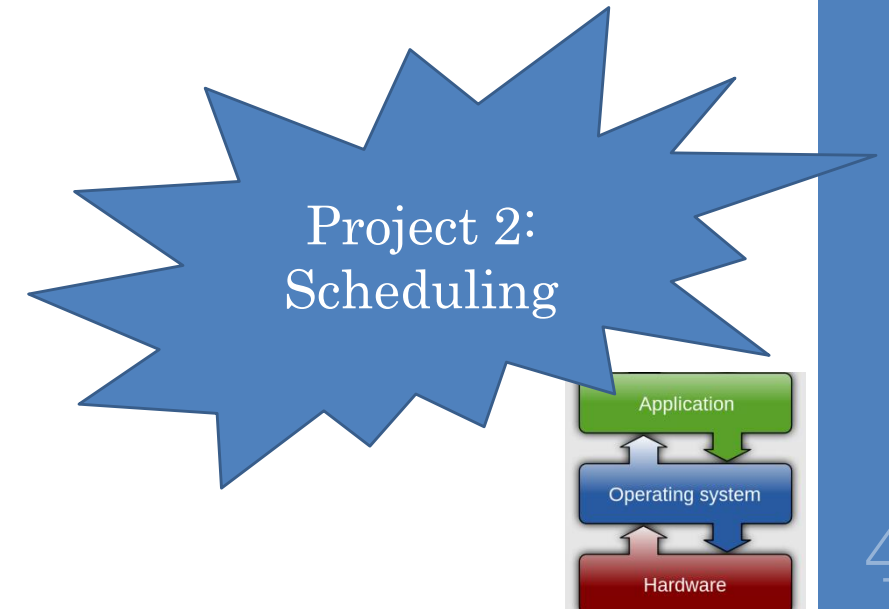 Project 2:
Scheduling
Application
Operating system
Hardware